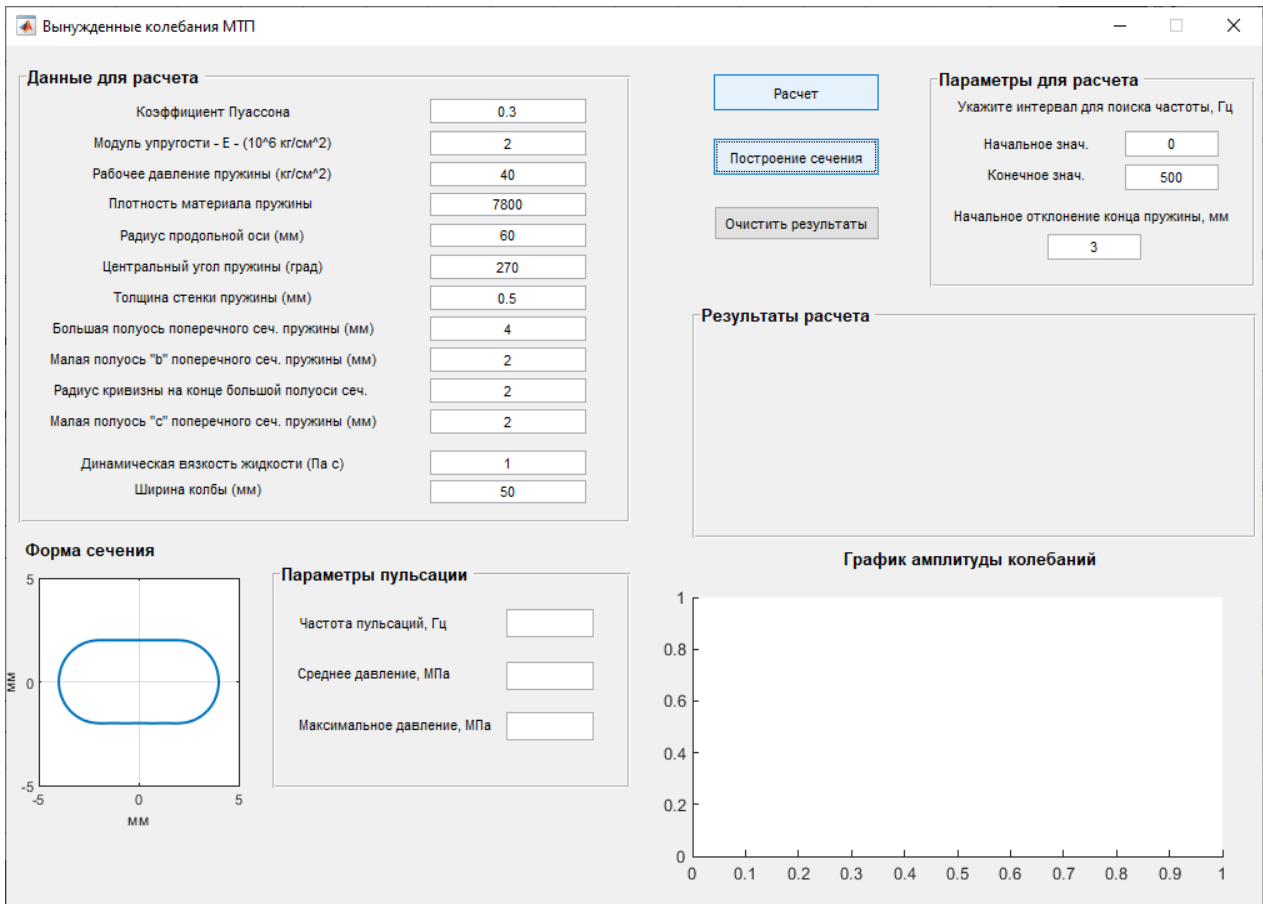 Вынужденные колебания МТП
Данные для расчета
Коэффициент Пуассона 0.3
Модуль упругости - E - (10^6 кг/см^2) 2
Рабочее давление пружины (кг/см^2) 40
Плотность материала пружины 7800
Радиус продольной оси (мм) 60
Центральный угол пружины (град) 270
Толщина стенки пружины (мм) 0.5
Большая полуось поперечного сеч. пружины (мм) 4
Малая полуось "b" поперечного сеч. пружины (мм) 2
Радиус кривизны на конце большой полуоси сеч. 2
Малая полуось "с" поперечного сеч. пружины (мм) 2
Динамическая вязкость жидкости (Па с) 1
Ширина колбы (мм) 50
Расчет
Построение сечения
Очистить результаты
Параметры для расчета
Укажите интервал для поиска частоты, Гц
Начальное знач. 0
Конечное знач. 500
Начальное отклонение конца пружины, мм
3
Результаты расчета
Форма сечения
5
0
-5
мм
-5 0 5
мм
Параметры пульсации
Частота пульсаций, Гц
Среднее давление, МПа
Максимальное давление, МПа
График амплитуды колебаний
1
0.8
0.6
0.4
0.2
0
0 0.1 0.2 0.3 0.4 0.5 0.6 0.7 0.8 0.9 1